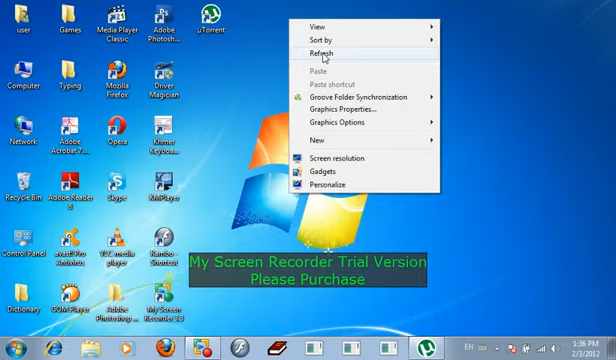 user
Games
Media Player
Classic
Adobe
Photosh...
µTorrent
Computer
Typing
Mozilla
Firefox
Driver
Magician
Network
Adobe
Acrobat 7....
Opera
Khmer
Keyboa...
Recycle Bin
Adobe Reader
8
Skype
KMPlayer
Control Panel
avast! Pro
Antivirus
VLC media
player
Rambo -
Shortcut
Dictionary
GOM Player
Adobe
Photoshop ...
My Screen
Recorder 3.3
View
Sort by
Refresh
Paste
Paste shortcut
Groove Folder Synchronization
Graphics Properties...
Graphics Options
New
Screen resolution
Gadgets
Personalize
My Screen Recorder Trial Version
Please Purchase
EN
1:36 PM
2/3/2012